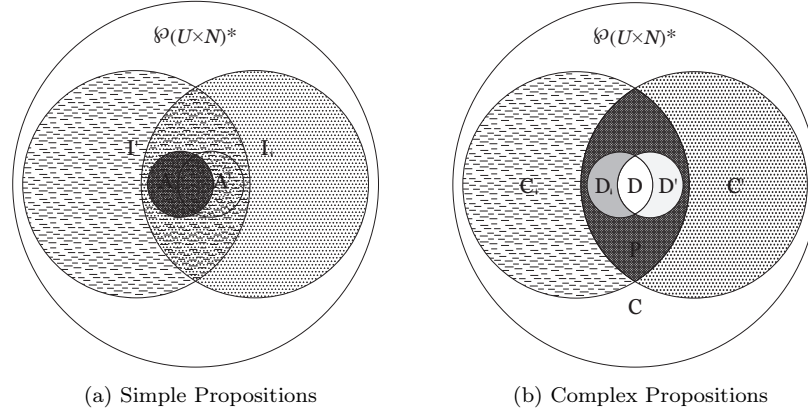 ℘(U×N)*
I'
I,
A'
(a) Simple Propositions
℘(U×N)*
C,
D,
D
D'
C'
P
C
(b) Complex Propositions